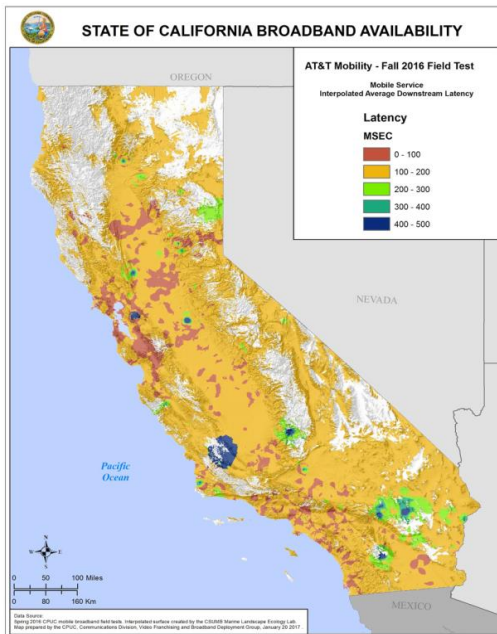 STATE OF CALIFORNIA BROADBAND AVAILABILITY
AT&T Mobility - Fall 2016 Field Test
Mobile Service
Interpolated Average Downstream Latency
Latency
MSEC
0 - 100
100 - 200
200 - 300
300 - 400
400 - 500
OREGON
NEVADA
Pacific
Ocean
N
W
E
S
0 50 100 Miles
0 80 160 Km
MEXICO
Data Source:
Spring 2016 CPUC mobile broadband field tests. Interpolated surface created by the CSUMB Marine Landscape Ecology Lab.
Map prepared by the CPUC, Communications Division, Video Franchising and Broadband Deployment Group, January 20 2017